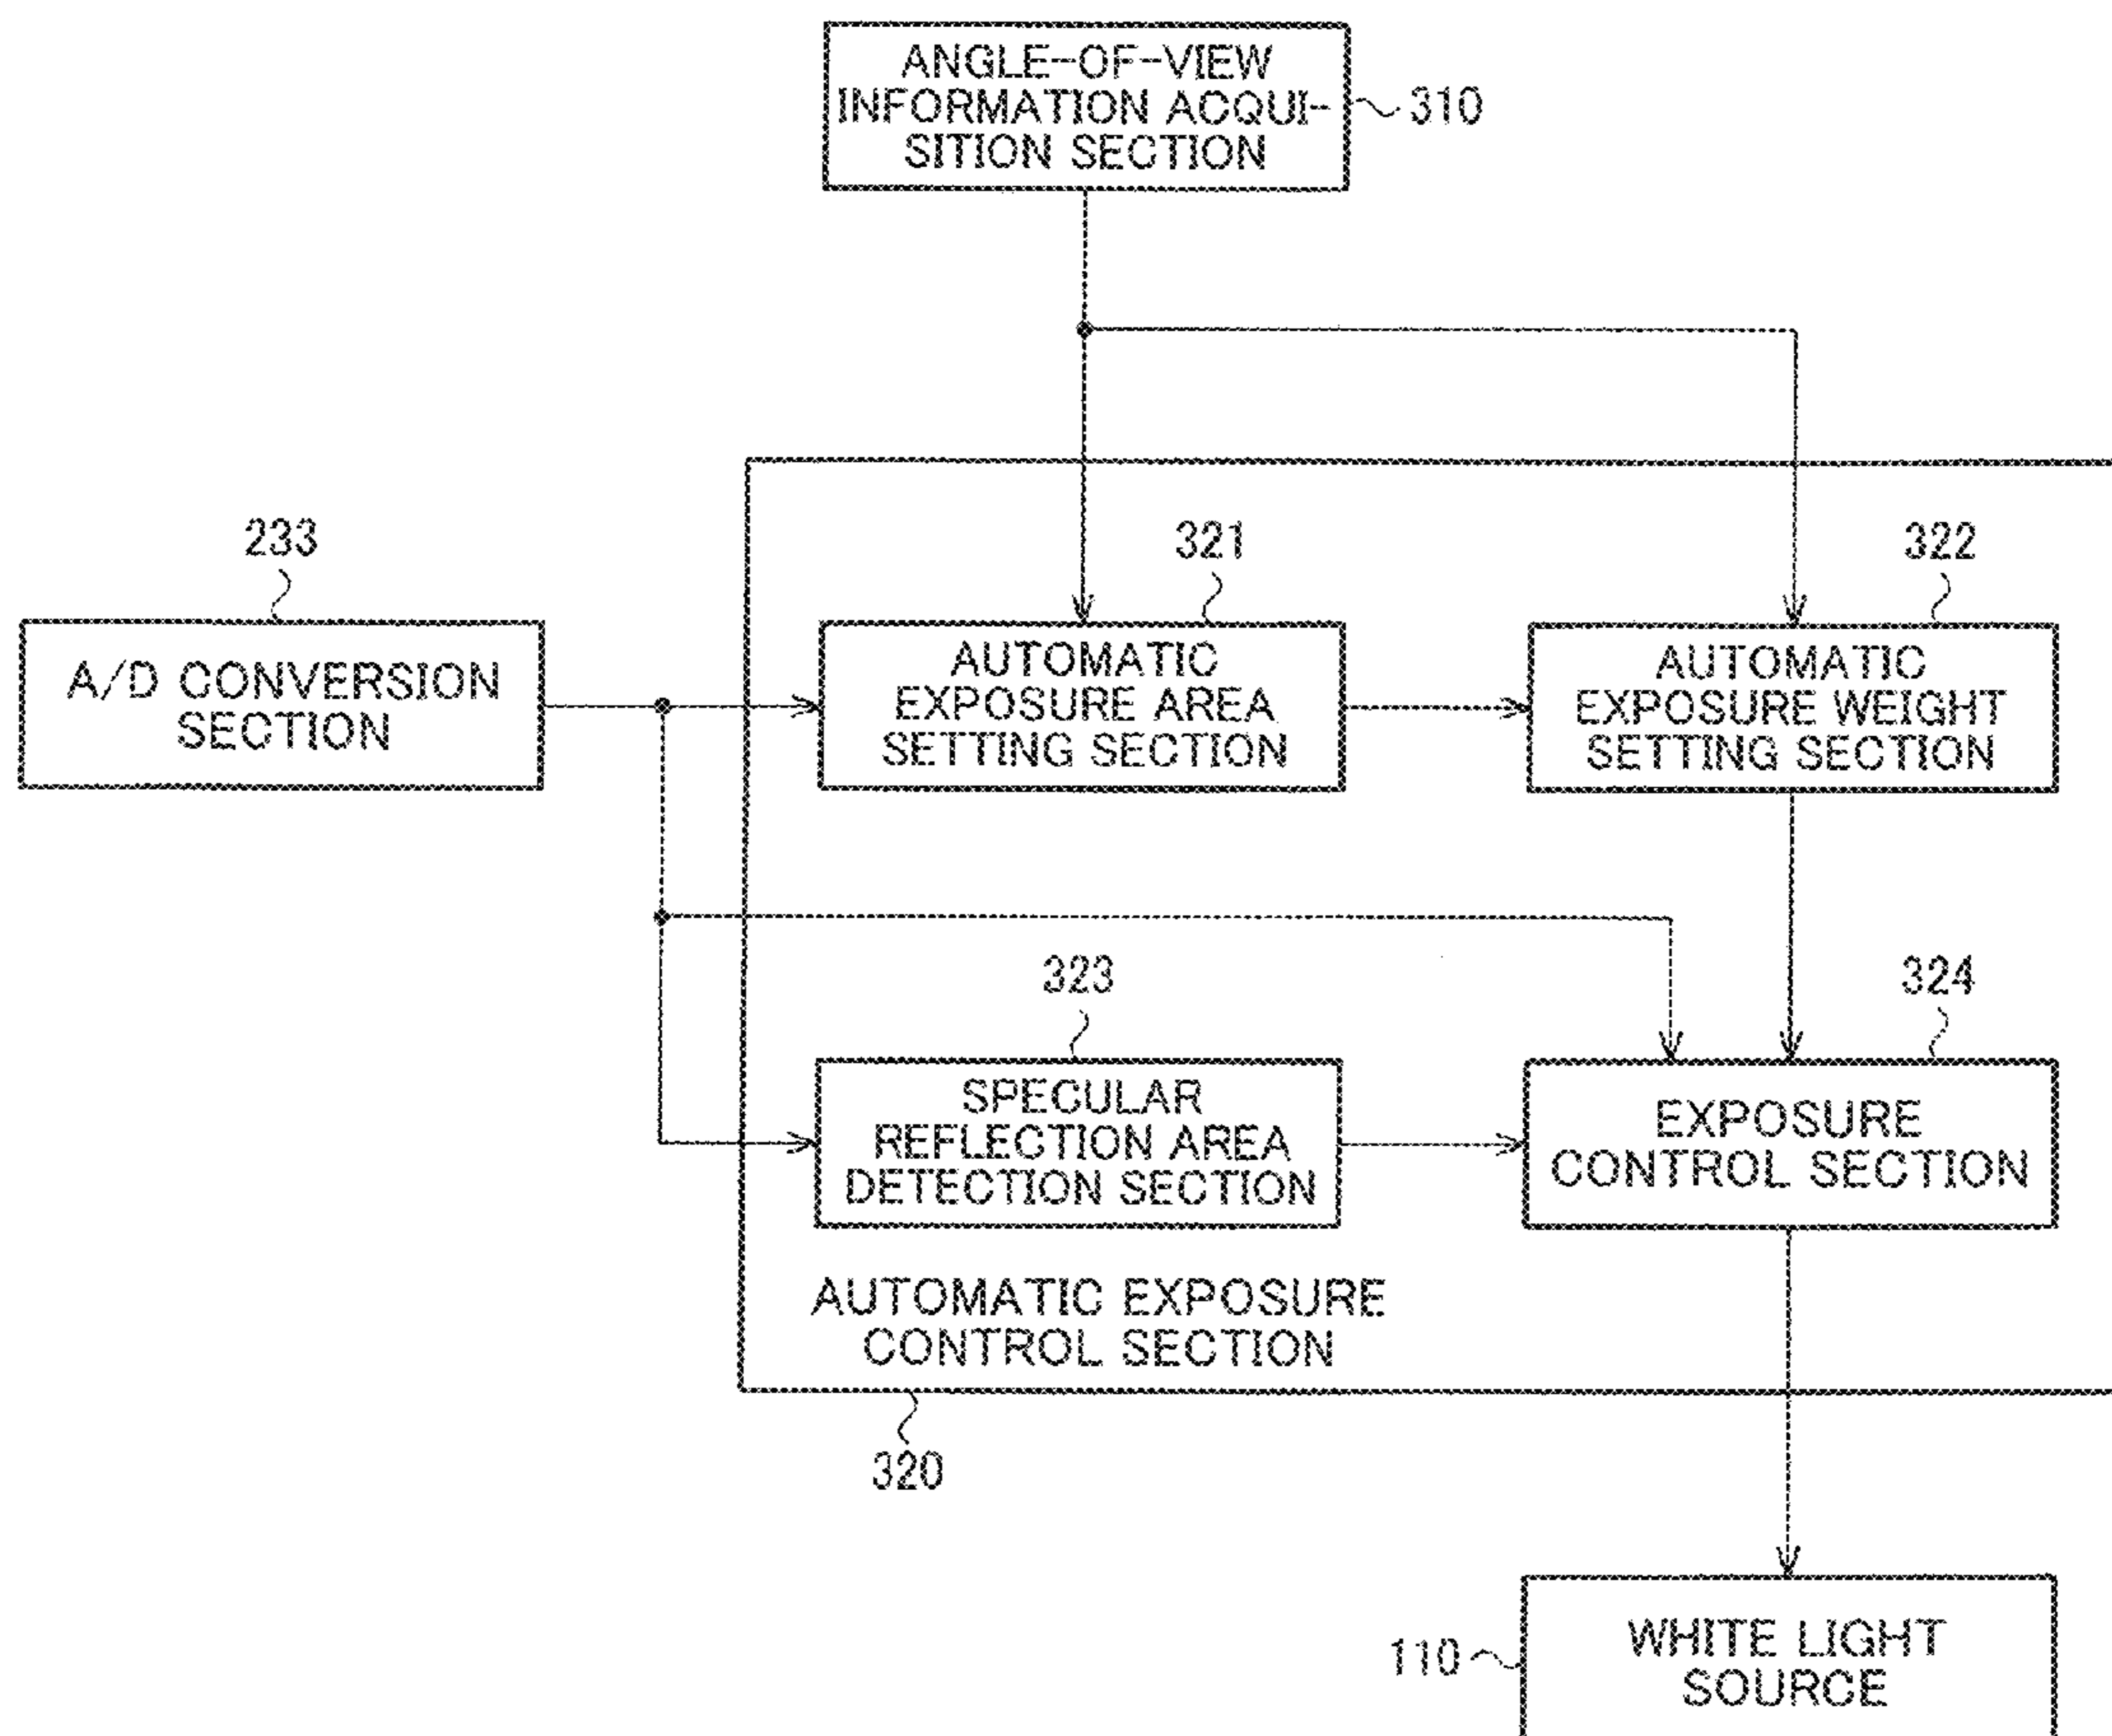 ANGLE-OF-VIEW
INFORMATION ACQUI-
SITION SECTION
310
233
321
322
A/D CONVERSION
SECTION
AUTOMATIC
EXPOSURE AREA
SETTING SECTION
AUTOMATIC
EXPOSURE WEIGHT
SETTING SECTION
323
324
SPECULAR
REFLECTION AREA
DETECTION SECTION
EXPOSURE
CONTROL SECTION
AUTOMATIC EXPOSURE
CONTROL SECTION
320
110
WHITE LIGHT
SOURCE